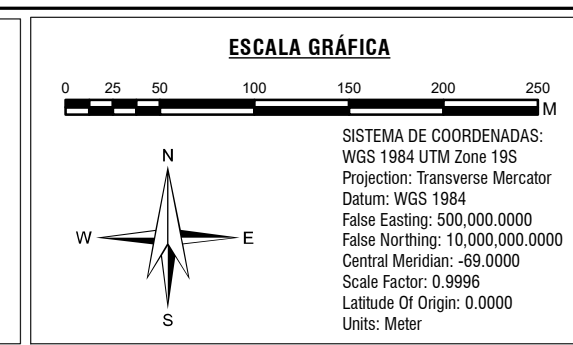 ESCALA GRÁFICA
0 25 50 100 150 200 250
M
SISTEMA DE COORDENADAS:
WGS 1984 UTM Zone 19S
Projection: Transverse Mercator
Datum: WGS 1984
False Easting: 500,000.0000
False Northing: 10,000,000.0000
Central Meridian: -69.0000
Scale Factor: 0.9996
Latitude Of Origin: 0.0000
Units: Meter
N
W E
S